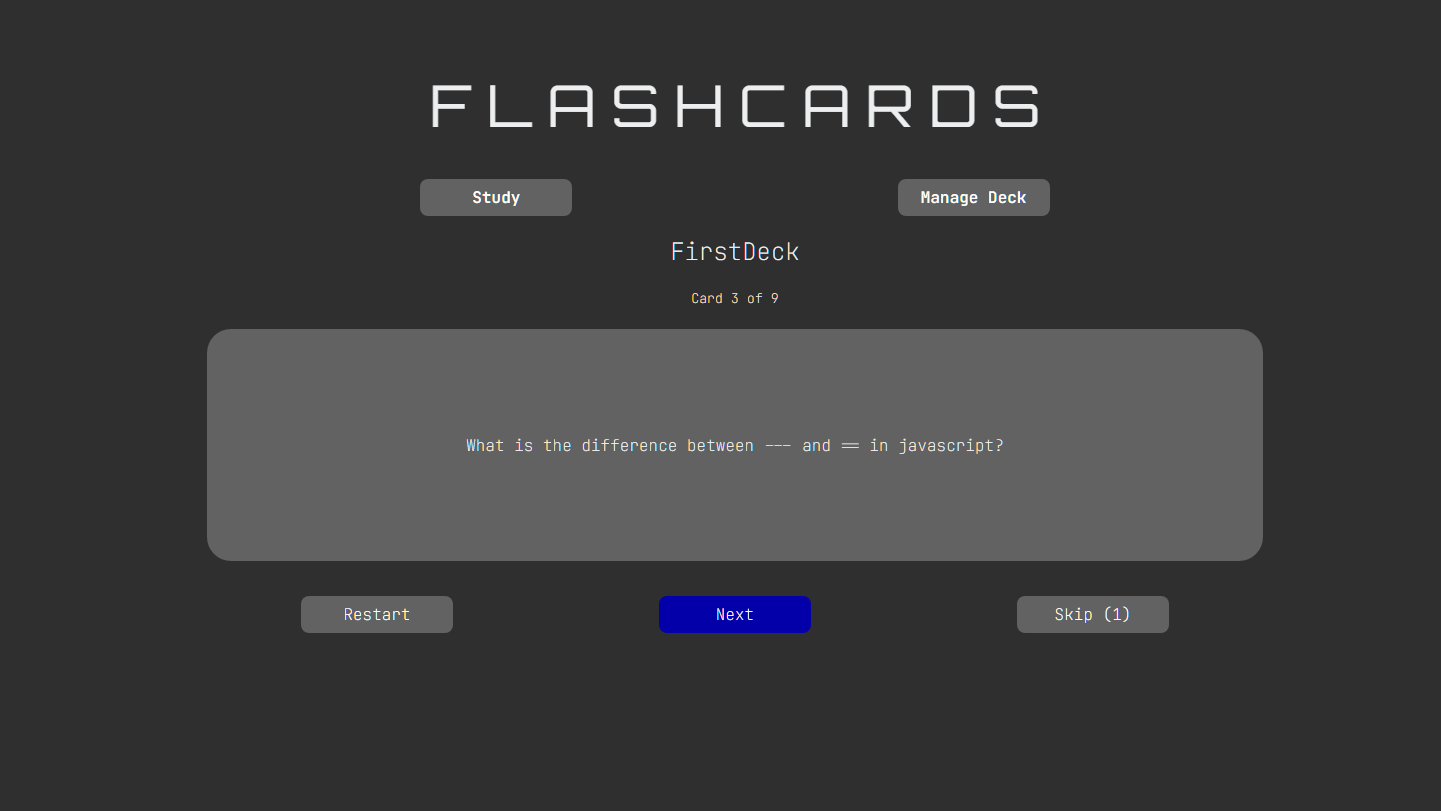 FLASHCARDS
Study
Manage Deck
FirstDeck
Card 3 of 9
What is the difference between --- and == in javascript?
Restart
Next
Skip (1)